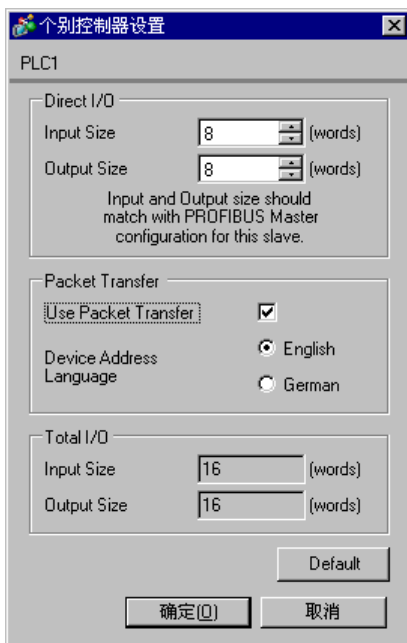 个别控制器设置
PLC1
Direct I/O
Input Size 8 (words)
Output Size 8 (words)
Input and Output size should
match with PROFIBUS Master
configuration for this slave.
Packet Transfer
Use Packet Transfer
Device Address
Language
English
German
Total I/O
Input Size 16 (words)
Output Size 16 (words)
Default
确定(O) 取消